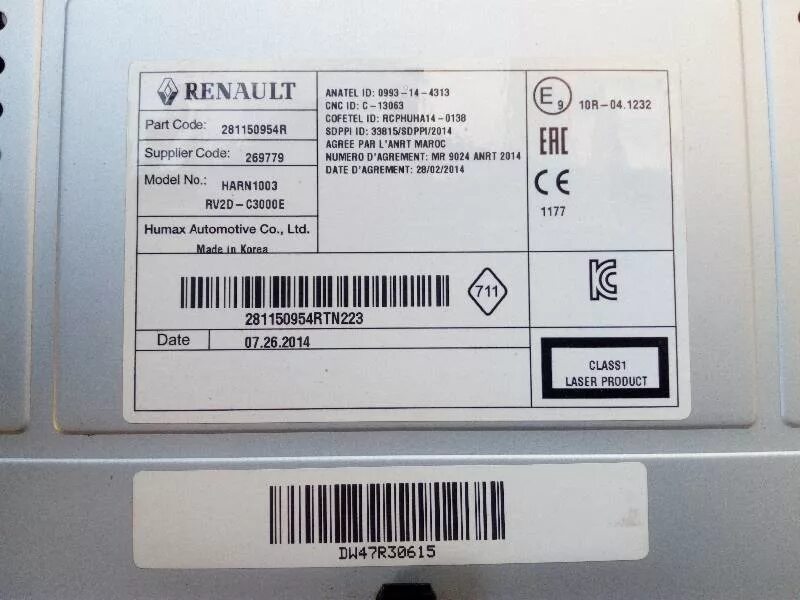 RENAULT
Part Code: 281150954R
Supplier Code: 269779
Model No.: HARN1003
RV2D-C3000E
Humax Automotive Co., Ltd.
Made in Korea
ANATEL ID: 0993-14-4313
CNC ID: C-13063
COFETEL ID: RCPHUHA14-0138
SDPPI ID: 33815/SDPPI/2014
AGREE PAR L'ANRT MAROC
NUMERO D'AGREMENT: MR 9024 ANRT 2014
DATE D'AGREMENT: 28/02/2014
E9 10R-04.1232
EAC
CE
1177
281150954RTN223
711
KC
Date 07.26.2014
CLASS1
LASER PRODUCT
DW47R30615